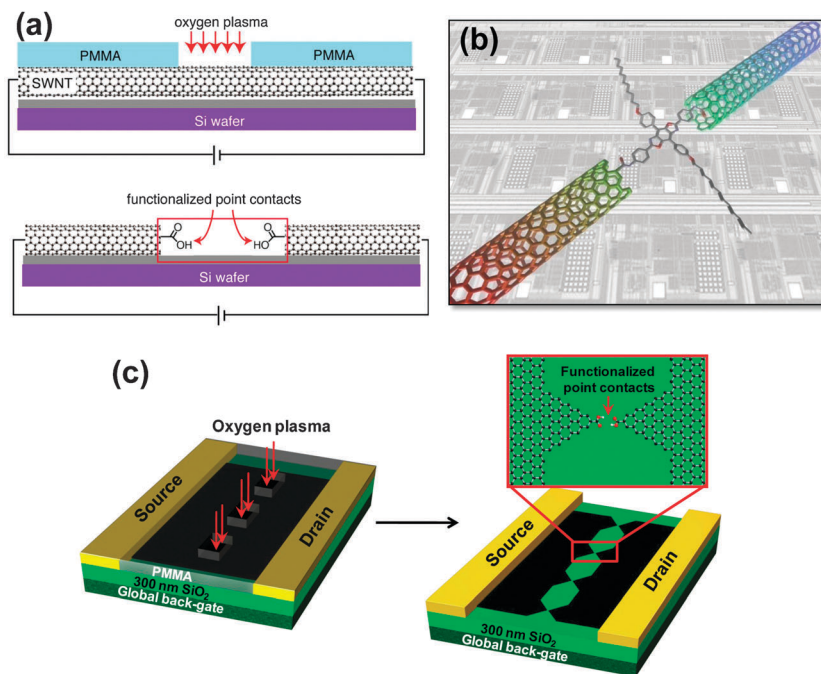 (a)
oxygen plasma
PMMA
PMMA
SWNT
Si wafer
functionalized point contacts
O
OH
O
HO
Si wafer
(b)
(c)
Oxygen plasma
Source
Drain
PMMA
300 nm SiO₂
Global back-gate
Functionalized
point contacts
Source
Drain
300 nm SiO₂
Global back-gate